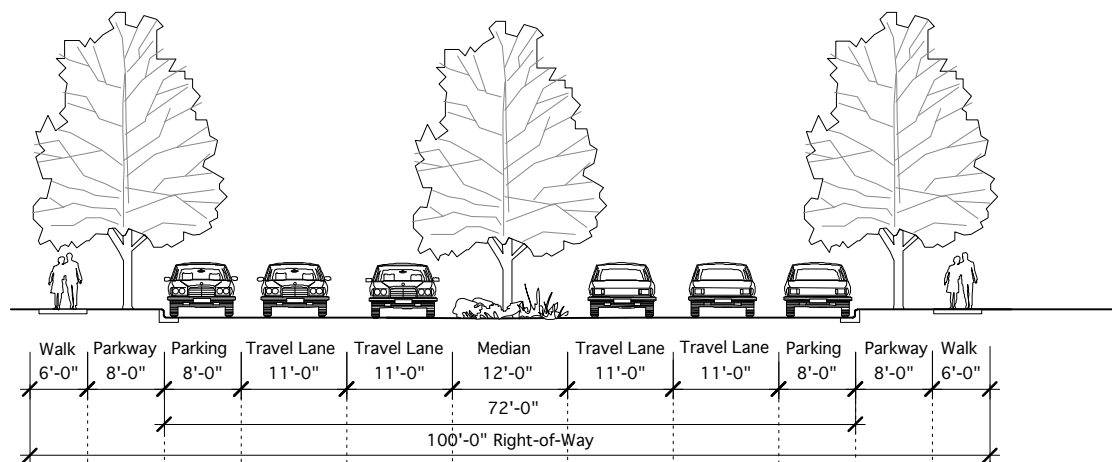 Walk Parkway Parking Travel Lane Travel Lane Median Travel Lane Travel Lane Parking Parkway Walk
6'-0" 8'-0" 8'-0" 11'-0" 11'-0" 12'-0" 11'-0" 11'-0" 8'-0" 8'-0" 6'-0"
72'-0"
100'-0" Right-of-Way